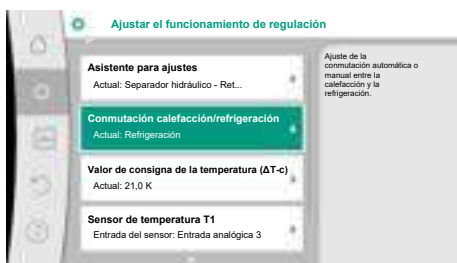 Ajustar el funcionamiento de regulación
Asistente para ajustes
Actual: Separador hidráulico - Ret...
Conmutación calefacción/refrigeración
Actual: Refrigeración
Valor de consigna de la temperatura (ΔT-c)
Actual: 21,0 K
Sensor de temperatura T1
Entrada del sensor: Entrada analógica 3
Ajuste de la
conmutación automática o
manual entre la
calefacción y la
refrigeración.